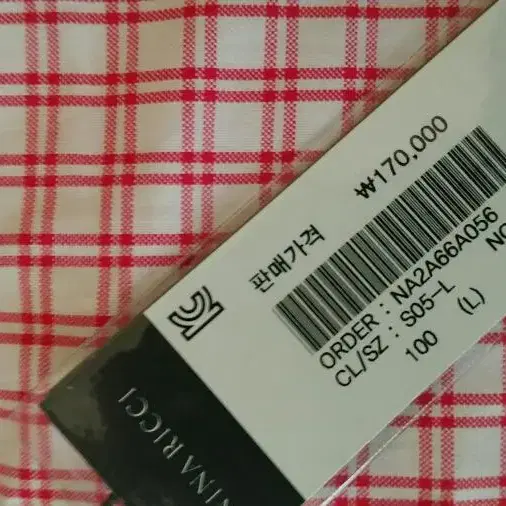 판매가격 ₩170,000
ORDER : NA2A66A056
CL/SZ : S05-L
100 (L)
NINA RICCI